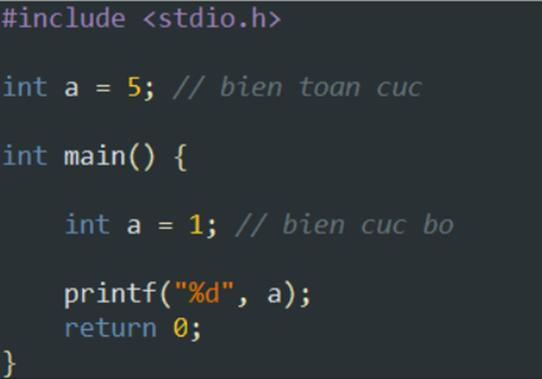 #include <stdio.h>
int a = 5; // bien toan cuc
int main() {
int a = 1; // bien cuc bo
printf("%d", a);
return 0;
}